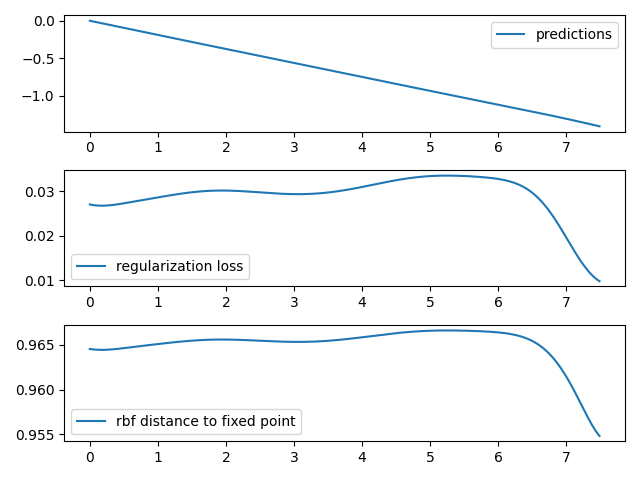 0.0
−0.5
−1.0
predictions
0 1 2 3 4 5 6 7
0.03
0.02
0.01
regularization loss
0 1 2 3 4 5 6 7
0.965
0.960
0.955
rbf distance to fixed point
0 1 2 3 4 5 6 7